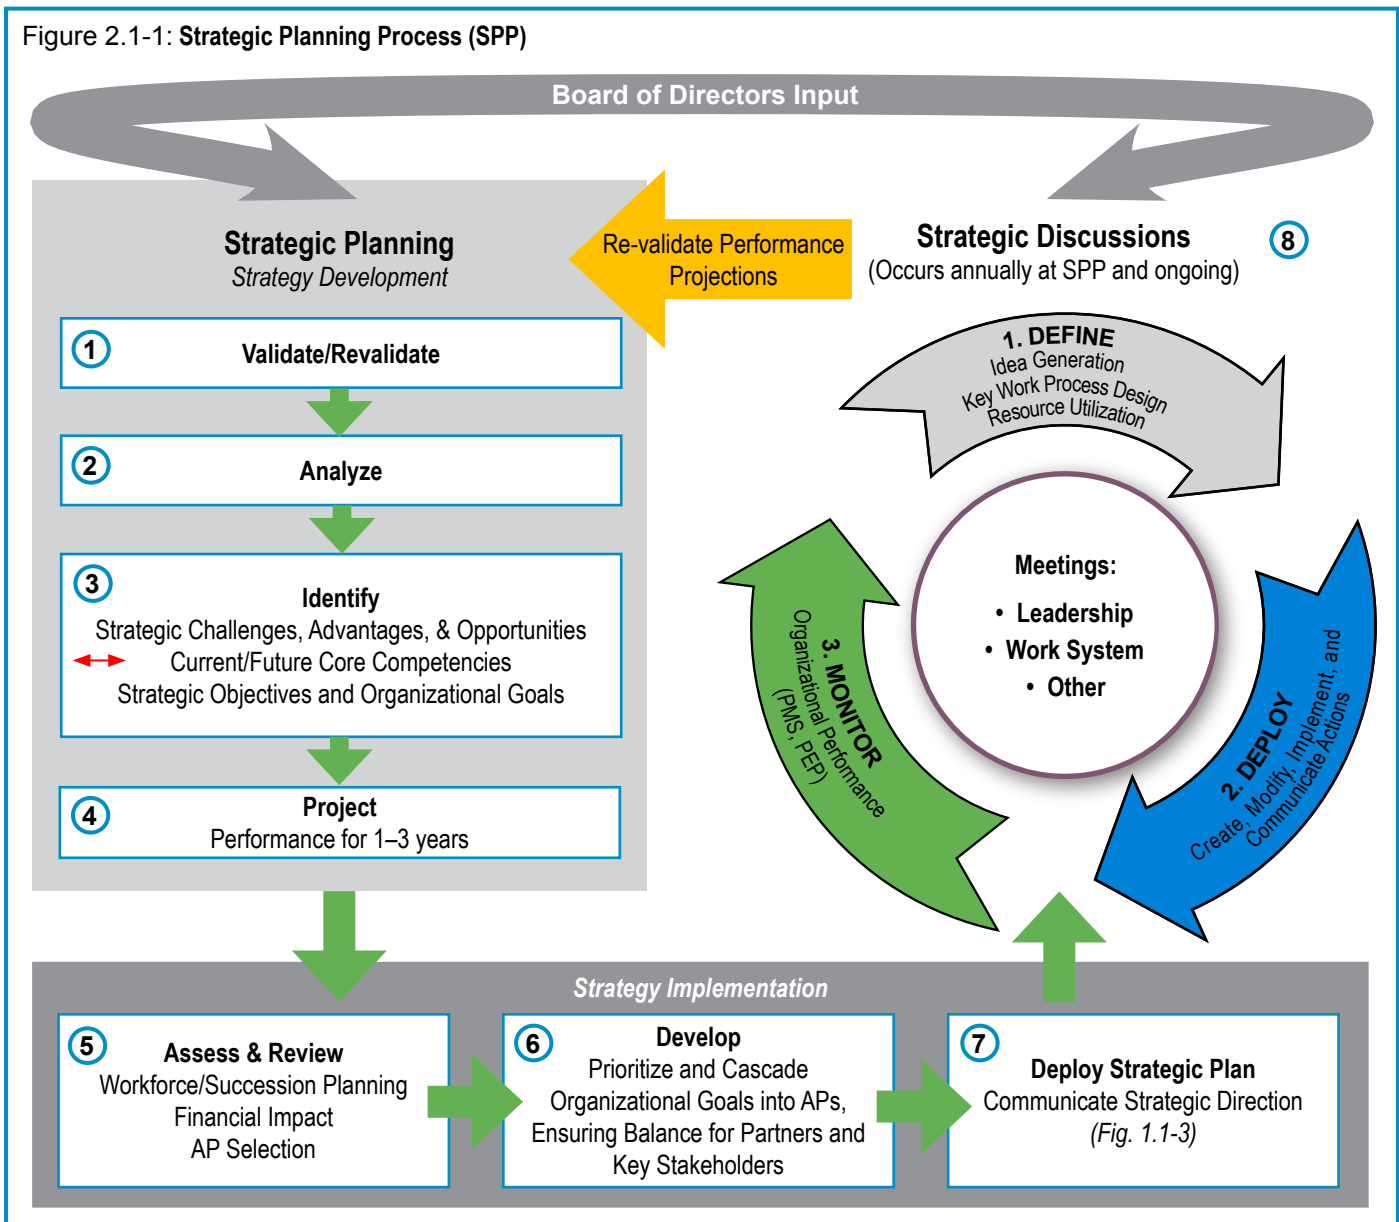 Figure 2.1-1: Strategic Planning Process (SPP)
Board of Directors Input
Strategic Planning
Strategy Development
Re-validate Performance
Projections
Strategic Discussions
(Occurs annually at SPP and ongoing)
8
1
Validate/Revalidate
2
Analyze
3
Identify
Strategic Challenges, Advantages, & Opportunities
Current/Future Core Competencies
Strategic Objectives and Organizational Goals
4
Project
Performance for 1–3 years
1. DEFINE
Idea Generation
Key Work Process Design
Resource Utilization
Meetings:
• Leadership
• Work System
• Other
2. DEPLOY
Create, Modify, Implement, and
Communicate Actions
3. MONITOR
Organizational Performance
(PMS, PEP)
Strategy Implementation
5
Assess & Review
Workforce/Succession Planning
Financial Impact
AP Selection
6
Develop
Prioritize and Cascade
Organizational Goals into APs,
Ensuring Balance for Partners and
Key Stakeholders
7
Deploy Strategic Plan
Communicate Strategic Direction
(Fig. 1.1-3)